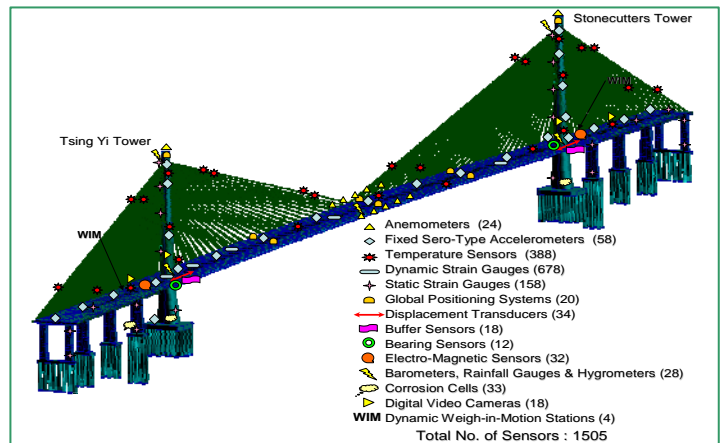 Stonecutters Tower
WIM
Tsing Yi Tower
WIM
Anemometers (24)
Fixed Sero-Type Accelerometers (58)
Temperature Sensors (388)
Dynamic Strain Gauges (678)
Static Strain Gauges (158)
Global Positioning Systems (20)
Displacement Transducers (34)
Buffer Sensors (18)
Bearing Sensors (12)
Electro-Magnetic Sensors (32)
Barometers, Rainfall Gauges & Hygrometers (28)
Corrosion Cells (33)
Digital Video Cameras (18)
WIM Dynamic Weigh-in-Motion Stations (4)
Total No. of Sensors : 1505